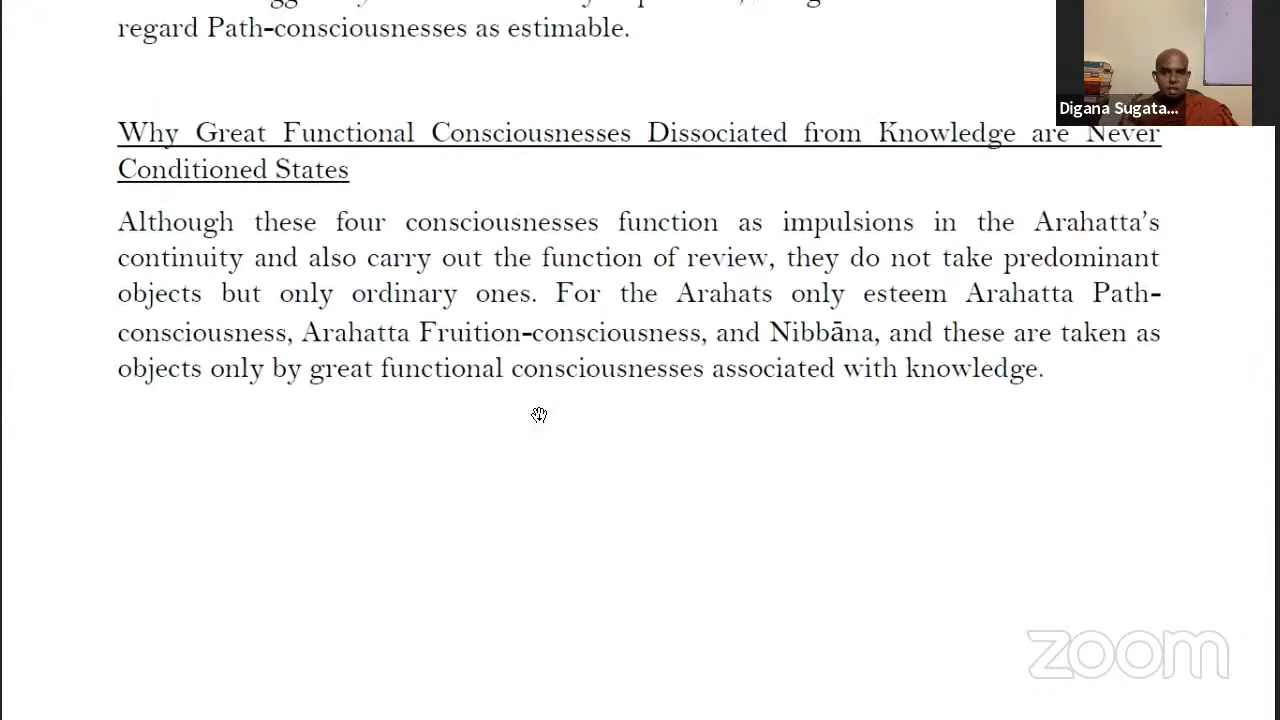 regard Path-consciousnesses as estimable.
Digana Sugata...
Why Great Functional Consciousnesses Dissociated from Knowledge are Never
Conditioned States
Although these four consciousnesses function as impulsions in the Arahatta's
continuity and also carry out the function of review, they do not take predominant
objects but only ordinary ones. For the Arahats only esteem Arahatta Path-
consciousness, Arahatta Fruition-consciousness, and Nibbāna, and these are taken as
objects only by great functional consciousnesses associated with knowledge.
zoom